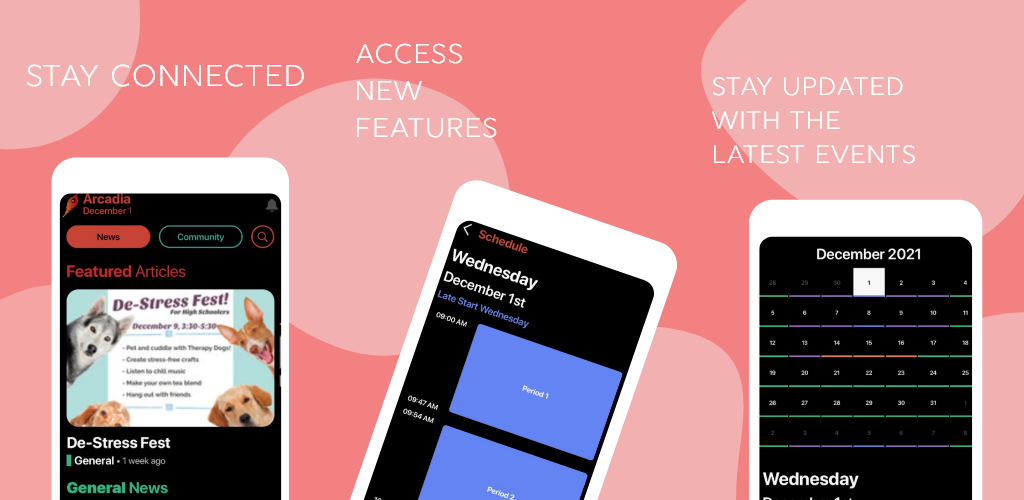 STAY CONNECTED
Arcadia
December 1
News
Community
Featured Articles
De-Stress Fest!
For High Schoolers
December 9, 3:30-5:30
- Pet and cuddle with Therapy Dogs!
- Create stress-free crafts
- Listen to chill music
- Make your own tea blend
- Hang out with friends
De-Stress Fest
General • 1 week ago
General News
ACCESS
NEW
FEATURES
Schedule
Wednesday
December 1st
Late Start Wednesday
09:00 AM
Period 1
09:47 AM
09:54 AM
Period 2
STAY UPDATED
WITH THE
LATEST EVENTS
December 2021
28 29 30 1 2 3 4
5 6 7 8 9 10 11
12 13 14 15 16 17 18
19 20 21 22 23 24 25
26 27 28 29 30 31 1
2 3 4 5 6 7 8
Wednesday
December 1st